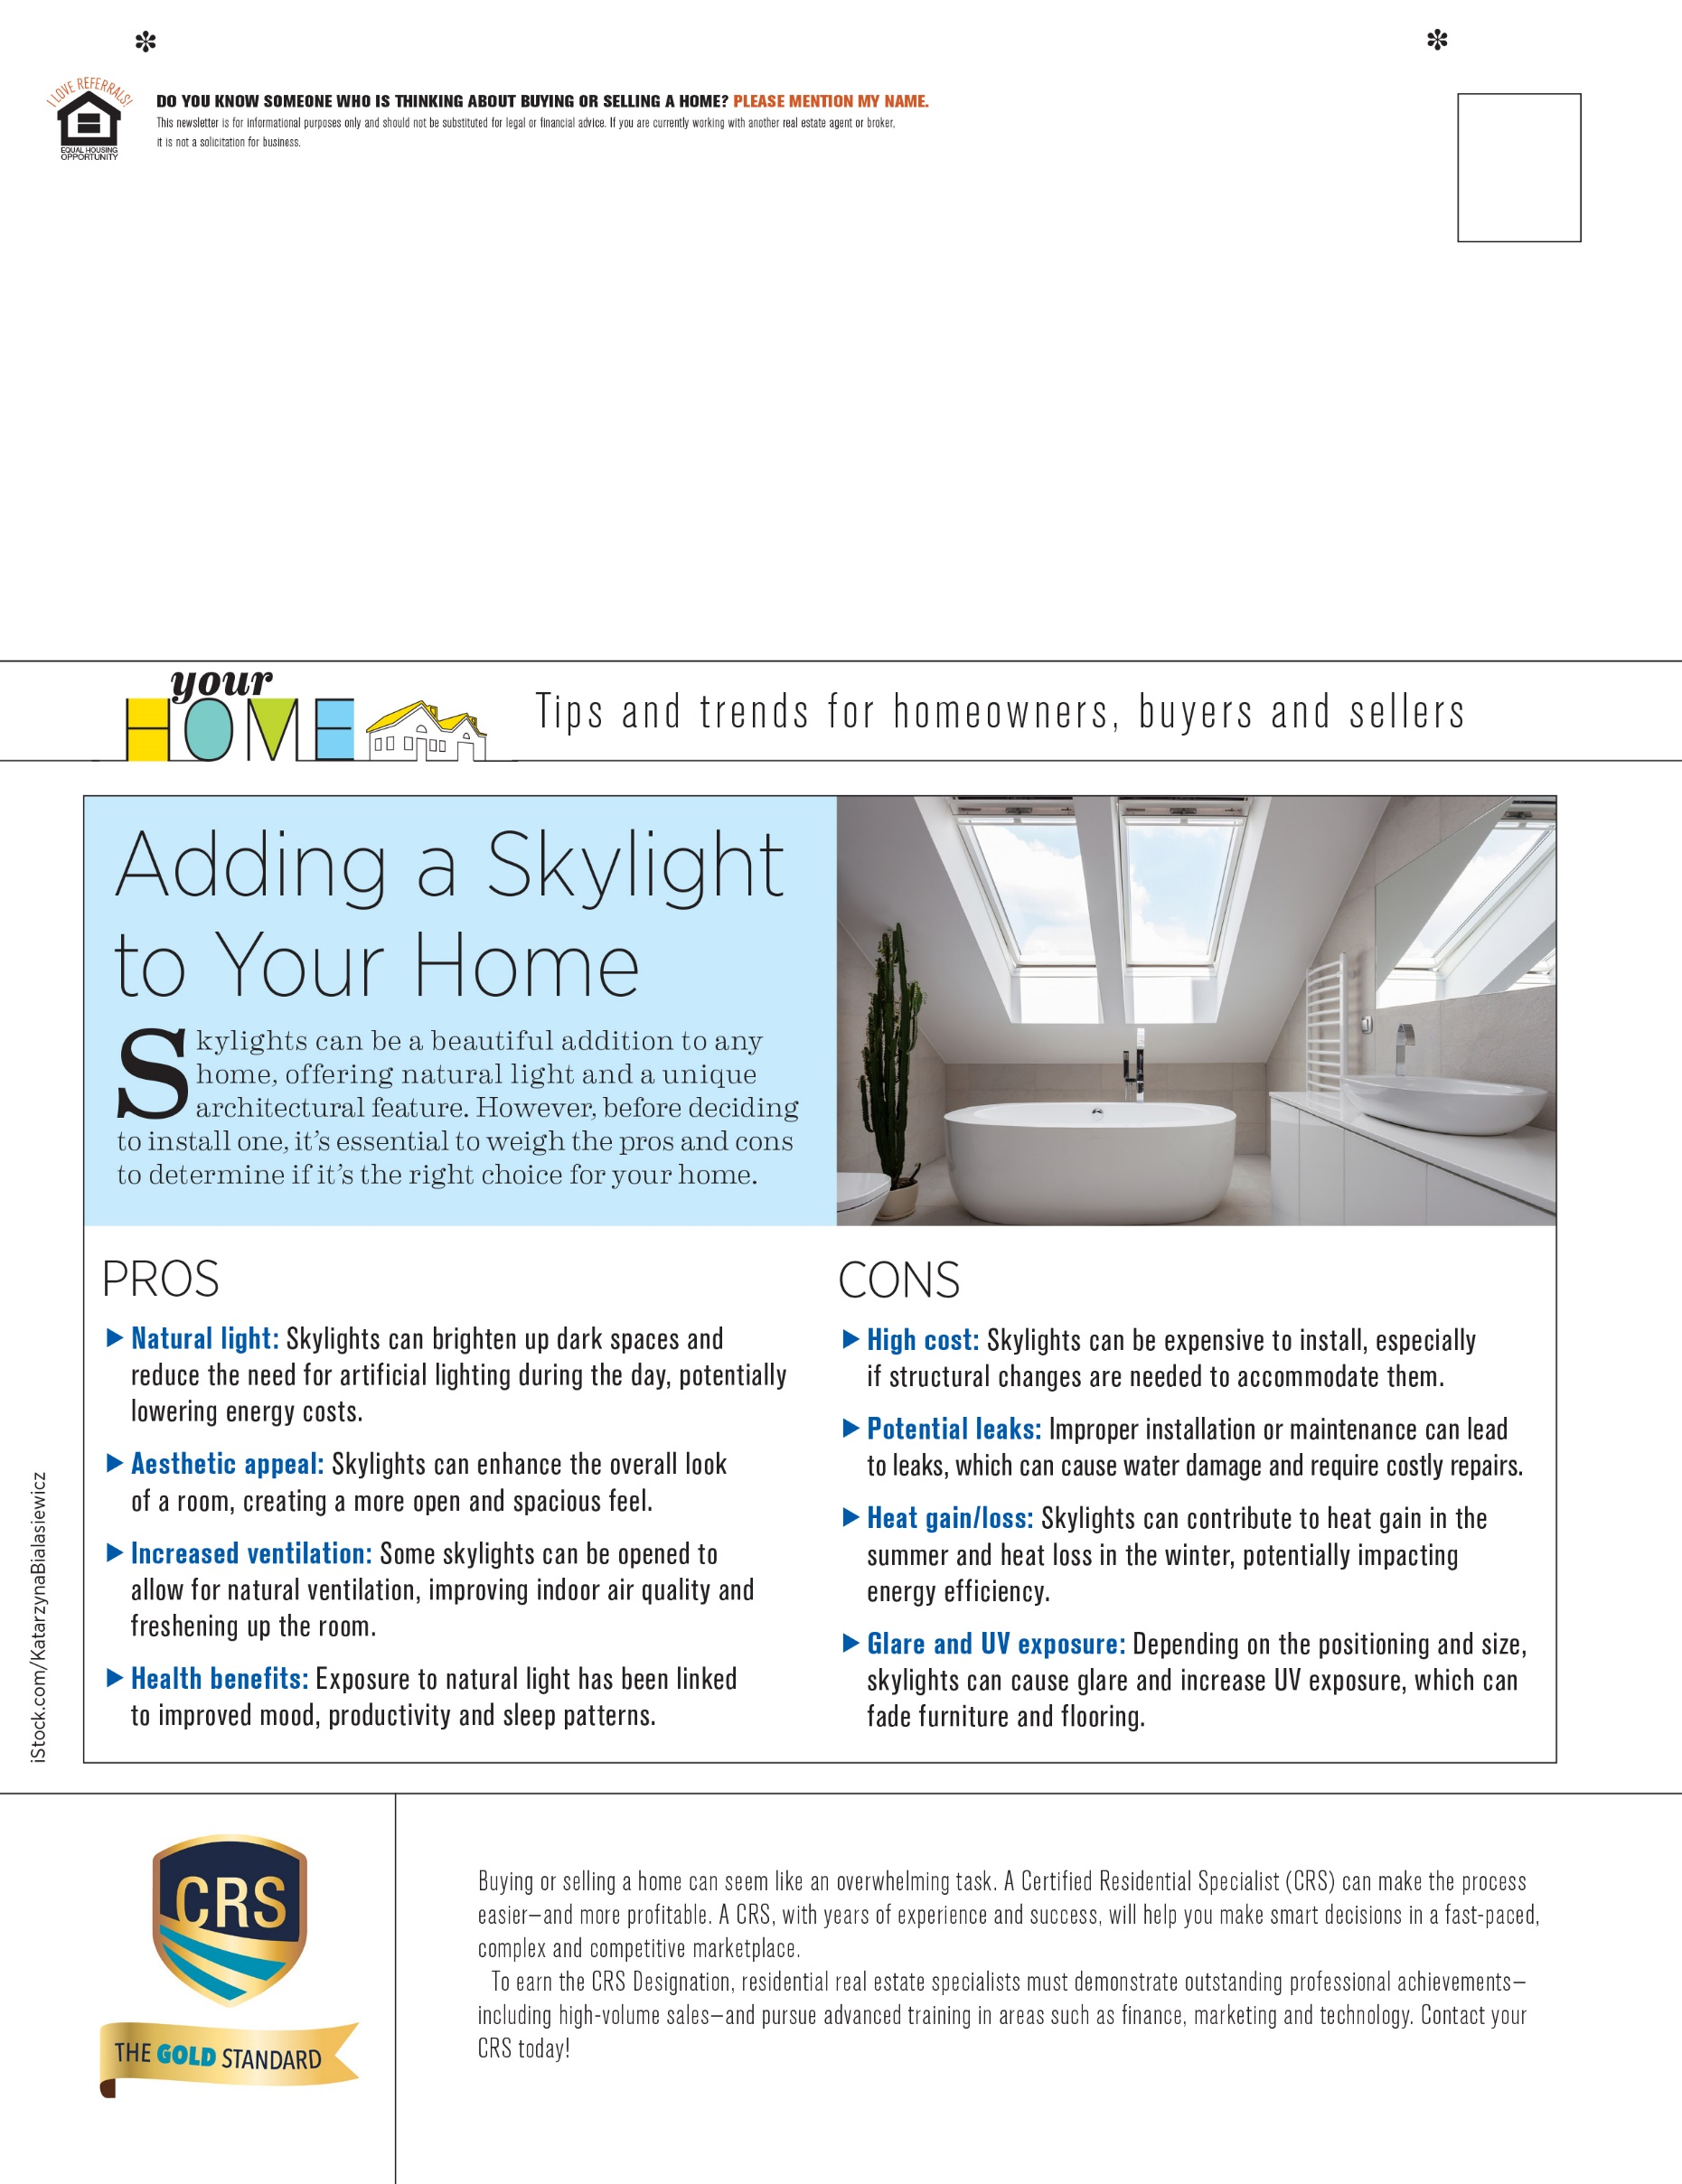 *
*
I LOVE REFERRALS!
EQUAL HOUSING
OPPORTUNITY
DO YOU KNOW SOMEONE WHO IS THINKING ABOUT BUYING OR SELLING A HOME? PLEASE MENTION MY NAME.
This newsletter is for informational purposes only and should not be substituted for legal or financial advice. If you are currently working with another real estate agent or broker,
it is not a solicitation for business.
your
HOME
Tips and trends for homeowners, buyers and sellers
Adding a Skylight
to Your Home
Skylights can be a beautiful addition to any
home, offering natural light and a unique
architectural feature. However, before deciding
to install one, it’s essential to weigh the pros and cons
to determine if it’s the right choice for your home.
PROS
▶ Natural light: Skylights can brighten up dark spaces and
reduce the need for artificial lighting during the day, potentially
lowering energy costs.
▶ Aesthetic appeal: Skylights can enhance the overall look
of a room, creating a more open and spacious feel.
▶ Increased ventilation: Some skylights can be opened to
allow for natural ventilation, improving indoor air quality and
freshening up the room.
▶ Health benefits: Exposure to natural light has been linked
to improved mood, productivity and sleep patterns.
CONS
▶ High cost: Skylights can be expensive to install, especially
if structural changes are needed to accommodate them.
▶ Potential leaks: Improper installation or maintenance can lead
to leaks, which can cause water damage and require costly repairs.
▶ Heat gain/loss: Skylights can contribute to heat gain in the
summer and heat loss in the winter, potentially impacting
energy efficiency.
▶ Glare and UV exposure: Depending on the positioning and size,
skylights can cause glare and increase UV exposure, which can
fade furniture and flooring.
iStock.com/KatarzynaBialasiewicz
CRS
THE GOLD STANDARD
Buying or selling a home can seem like an overwhelming task. A Certified Residential Specialist (CRS) can make the process
easier—and more profitable. A CRS, with years of experience and success, will help you make smart decisions in a fast-paced,
complex and competitive marketplace.
To earn the CRS Designation, residential real estate specialists must demonstrate outstanding professional achievements—
including high-volume sales—and pursue advanced training in areas such as finance, marketing and technology. Contact your
CRS today!